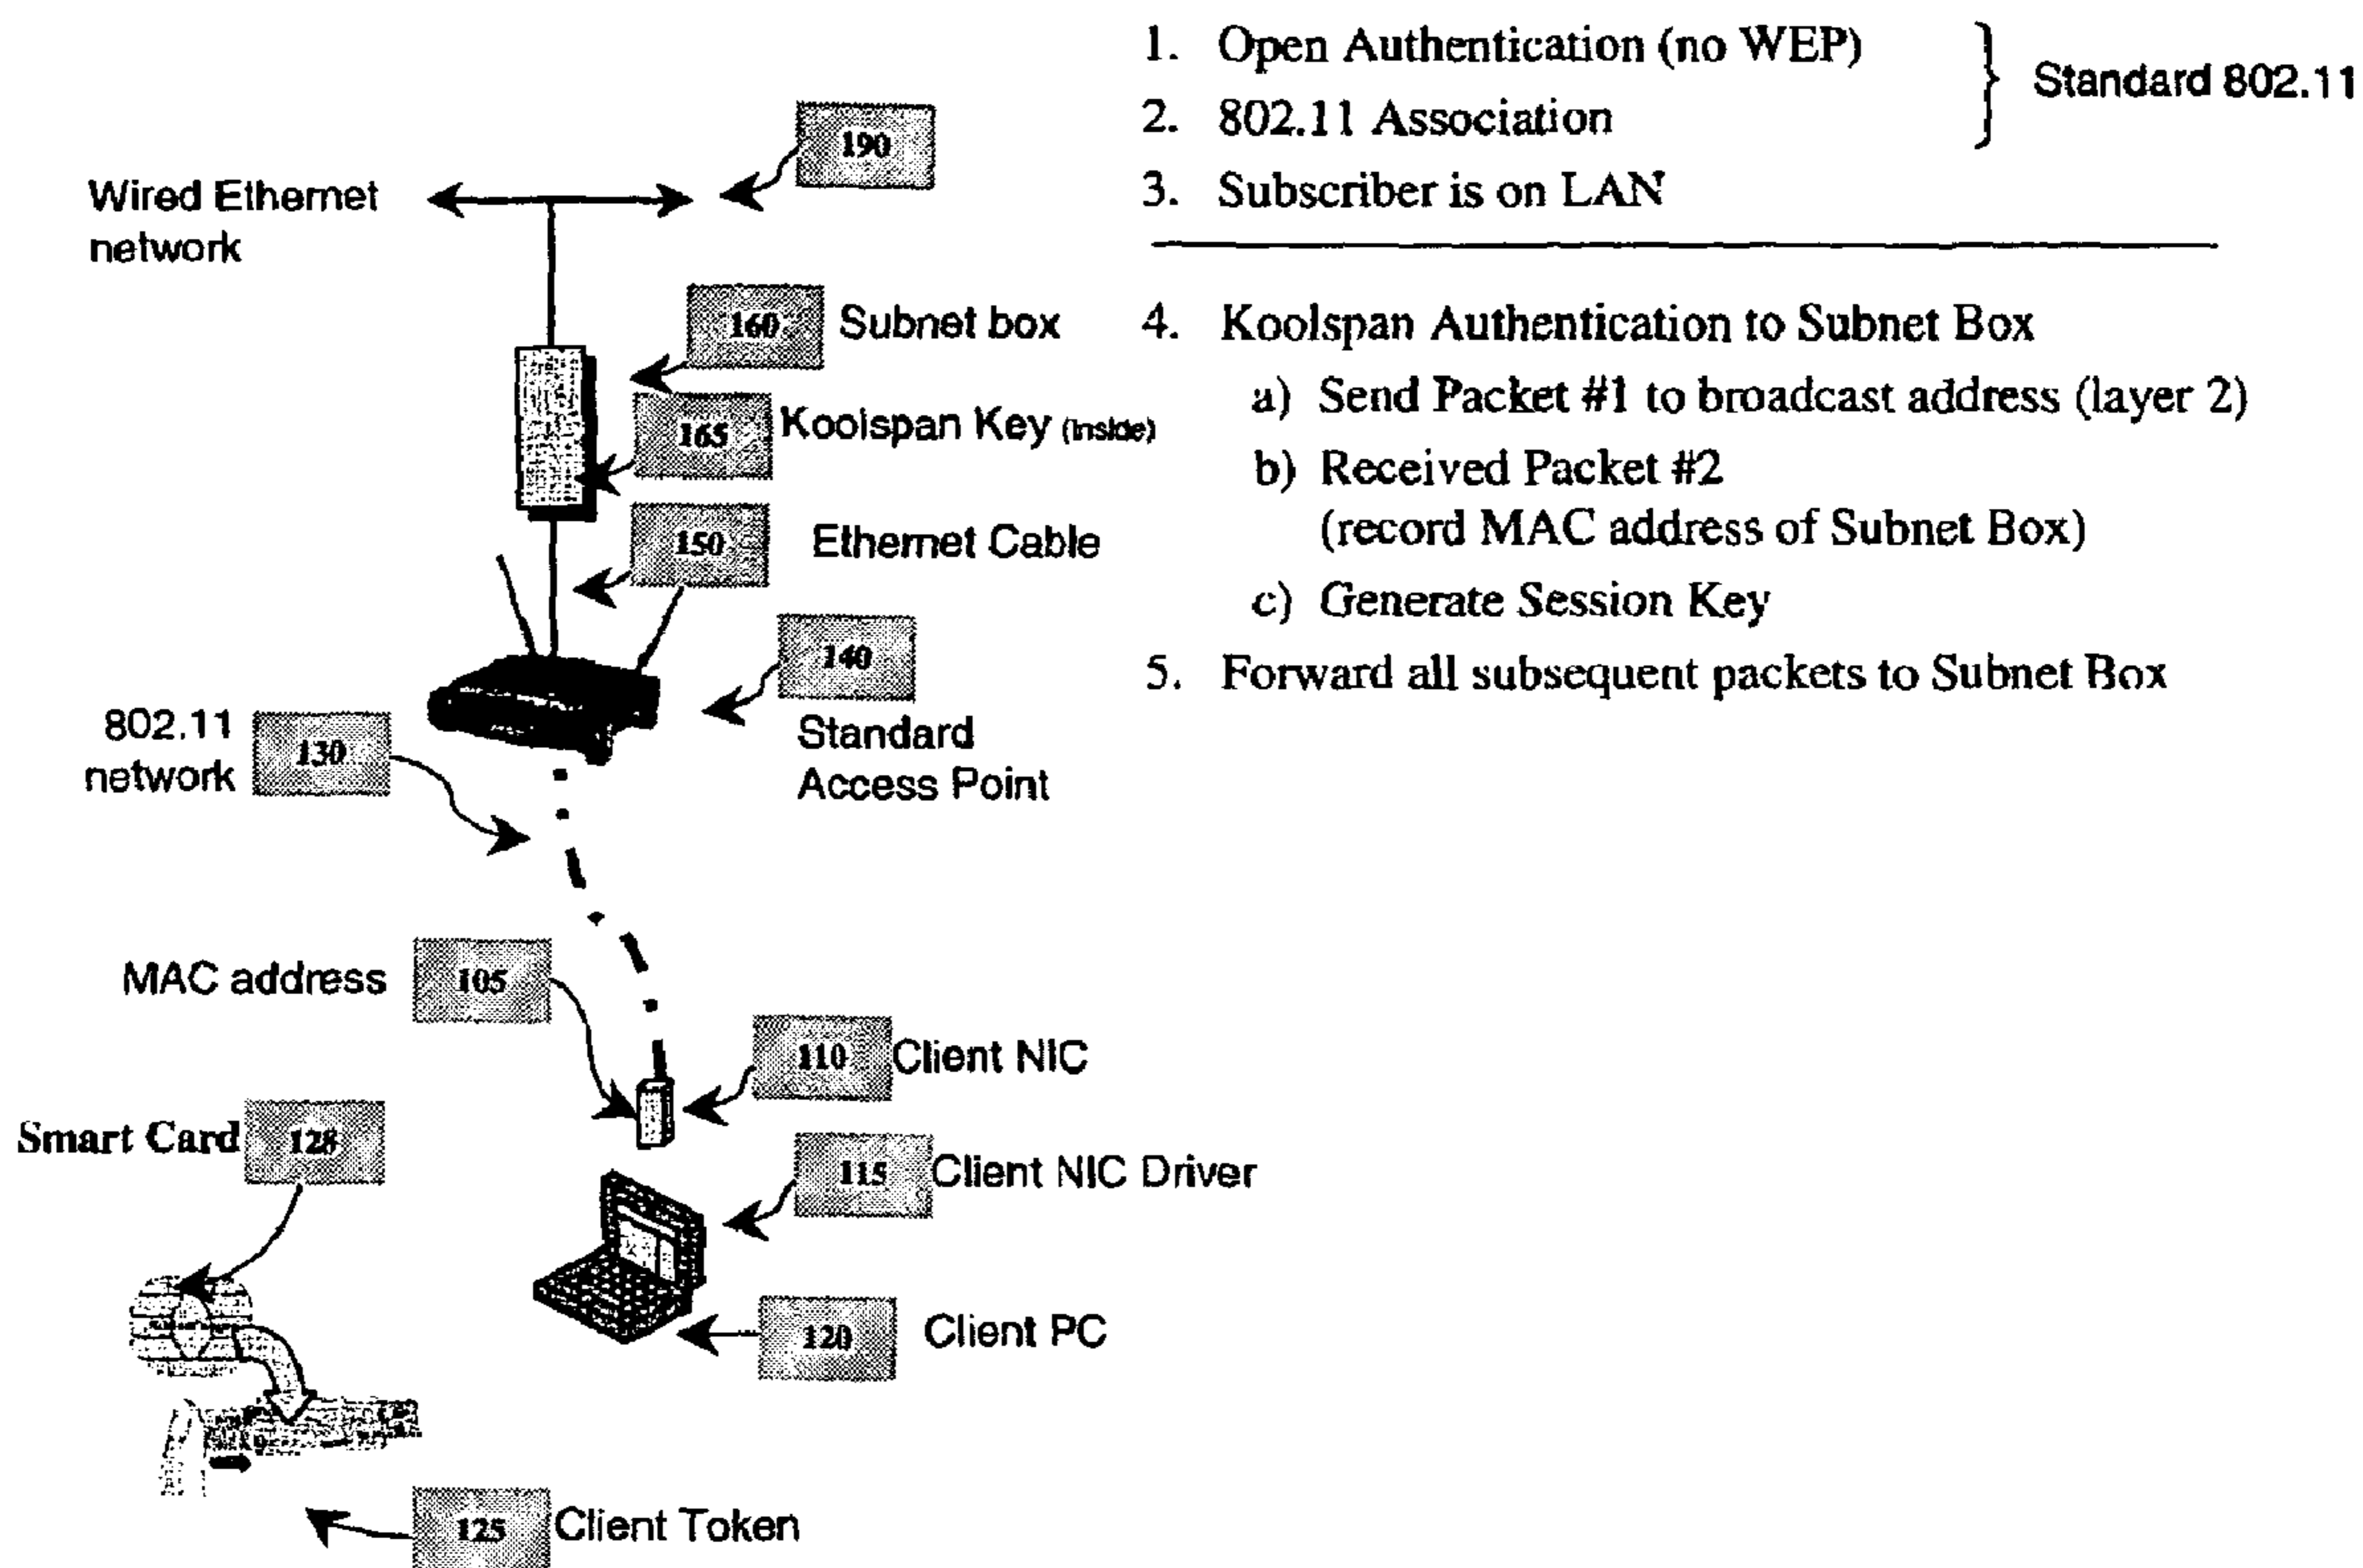 1. Open Authentication (no WEP)
2. 802.11 Association
Standard 802.11
3. Subscriber is on LAN
4. Koolspan Authentication to Subnet Box
a) Send Packet #1 to broadcast address (layer 2)
b) Received Packet #2
(record MAC address of Subnet Box)
c) Generate Session Key
5. Forward all subsequent packets to Subnet Box
190
Wired Ethernet
network
160 Subnet box
165 Koolspan Key (inside)
150 Ethernet Cable
140
Standard
Access Point
802.11
network
130
MAC address 105
110 Client NIC
Smart Card 128
115 Client NIC Driver
120 Client PC
125 Client Token